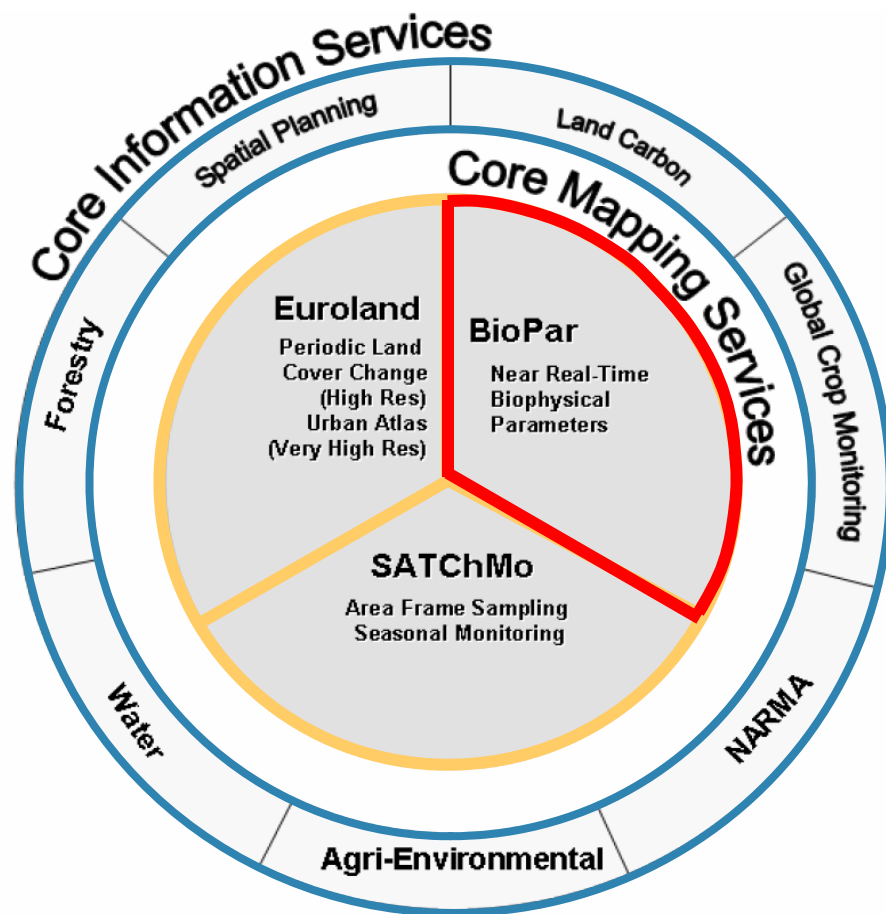 Core Information Services
Spatial Planning
Land Carbon
Global Crop Monitoring
NARMA
Agri-Environmental
Water
Forestry
Core Mapping Services
Euroland
Periodic Land
Cover Change
(High Res)
Urban Atlas
(Very High Res)
BioPar
Near Real-Time
Biophysical
Parameters
SATChMo
Area Frame Sampling
Seasonal Monitoring